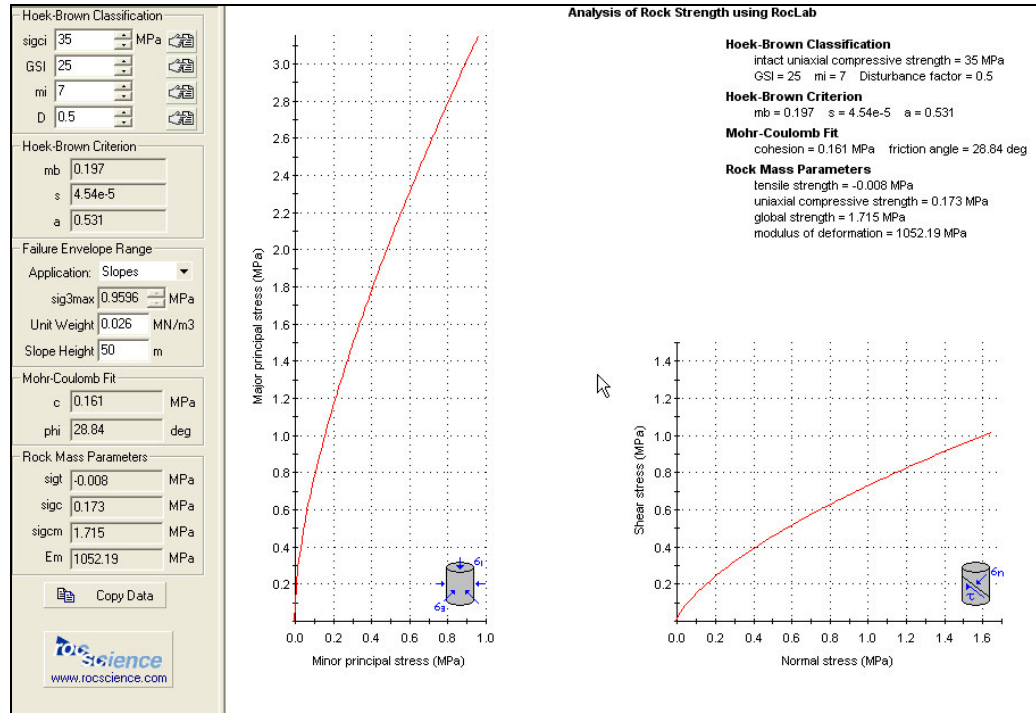 Hoek-Brown Classification
sigci 35 MPa
GSI 25
mi 7
D 0.5
Hoek-Brown Criterion
mb 0.197
s 4.54e-5
a 0.531
Failure Envelope Range
Application: Slopes
sig3max 0.9596 MPa
Unit Weight 0.026 MN/m3
Slope Height 50 m
Mohr-Coulomb Fit
c 0.161 MPa
phi 28.84 deg
Rock Mass Parameters
sigt -0.008 MPa
sigc 0.173 MPa
sigcm 1.715 MPa
Em 1052.19 MPa
Copy Data
rocscience
www.rocscience.com
Analysis of Rock Strength using RocLab
Hoek-Brown Classification
intact uniaxial compressive strength = 35 MPa
GSI = 25 mi = 7 Disturbance factor = 0.5
Hoek-Brown Criterion
mb = 0.197 s = 4.54e-5 a = 0.531
Mohr-Coulomb Fit
cohesion = 0.161 MPa friction angle = 28.84 deg
Rock Mass Parameters
tensile strength = -0.008 MPa
uniaxial compressive strength = 0.173 MPa
global strength = 1.715 MPa
modulus of deformation = 1052.19 MPa
Major principal stress (MPa)
3.0
2.8
2.6
2.4
2.2
2.0
1.8
1.6
1.4
1.2
1.0
0.8
0.6
0.4
0.2
0.0 0.2 0.4 0.6 0.8 1.0
Minor principal stress (MPa)
σ1
σ3
Shear stress (MPa)
1.4
1.2
1.0
0.8
0.6
0.4
0.2
0.0 0.2 0.4 0.6 0.8 1.0 1.2 1.4 1.6
Normal stress (MPa)
σn
τ